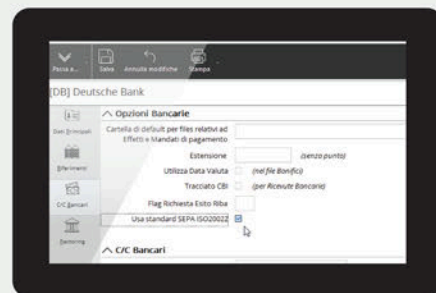 Passa a...
Salva
Annulla modifiche
Stampa
[DB] Deutsche Bank
Dati Principali
Riferimenti
C/C Bancari
Remoring
Opzioni Bancarie
Cartella di default per files relativi ad
Effetti e Mandati di pagamento
Estensione (senza punto)
Utilizza Data Valuta (nel file Bonifici)
Tracciato CBI (per Ricevute Bancarie)
Flag Richiesta Esito Riba
Usa standard SEPA ISO20022
C/C Bancari